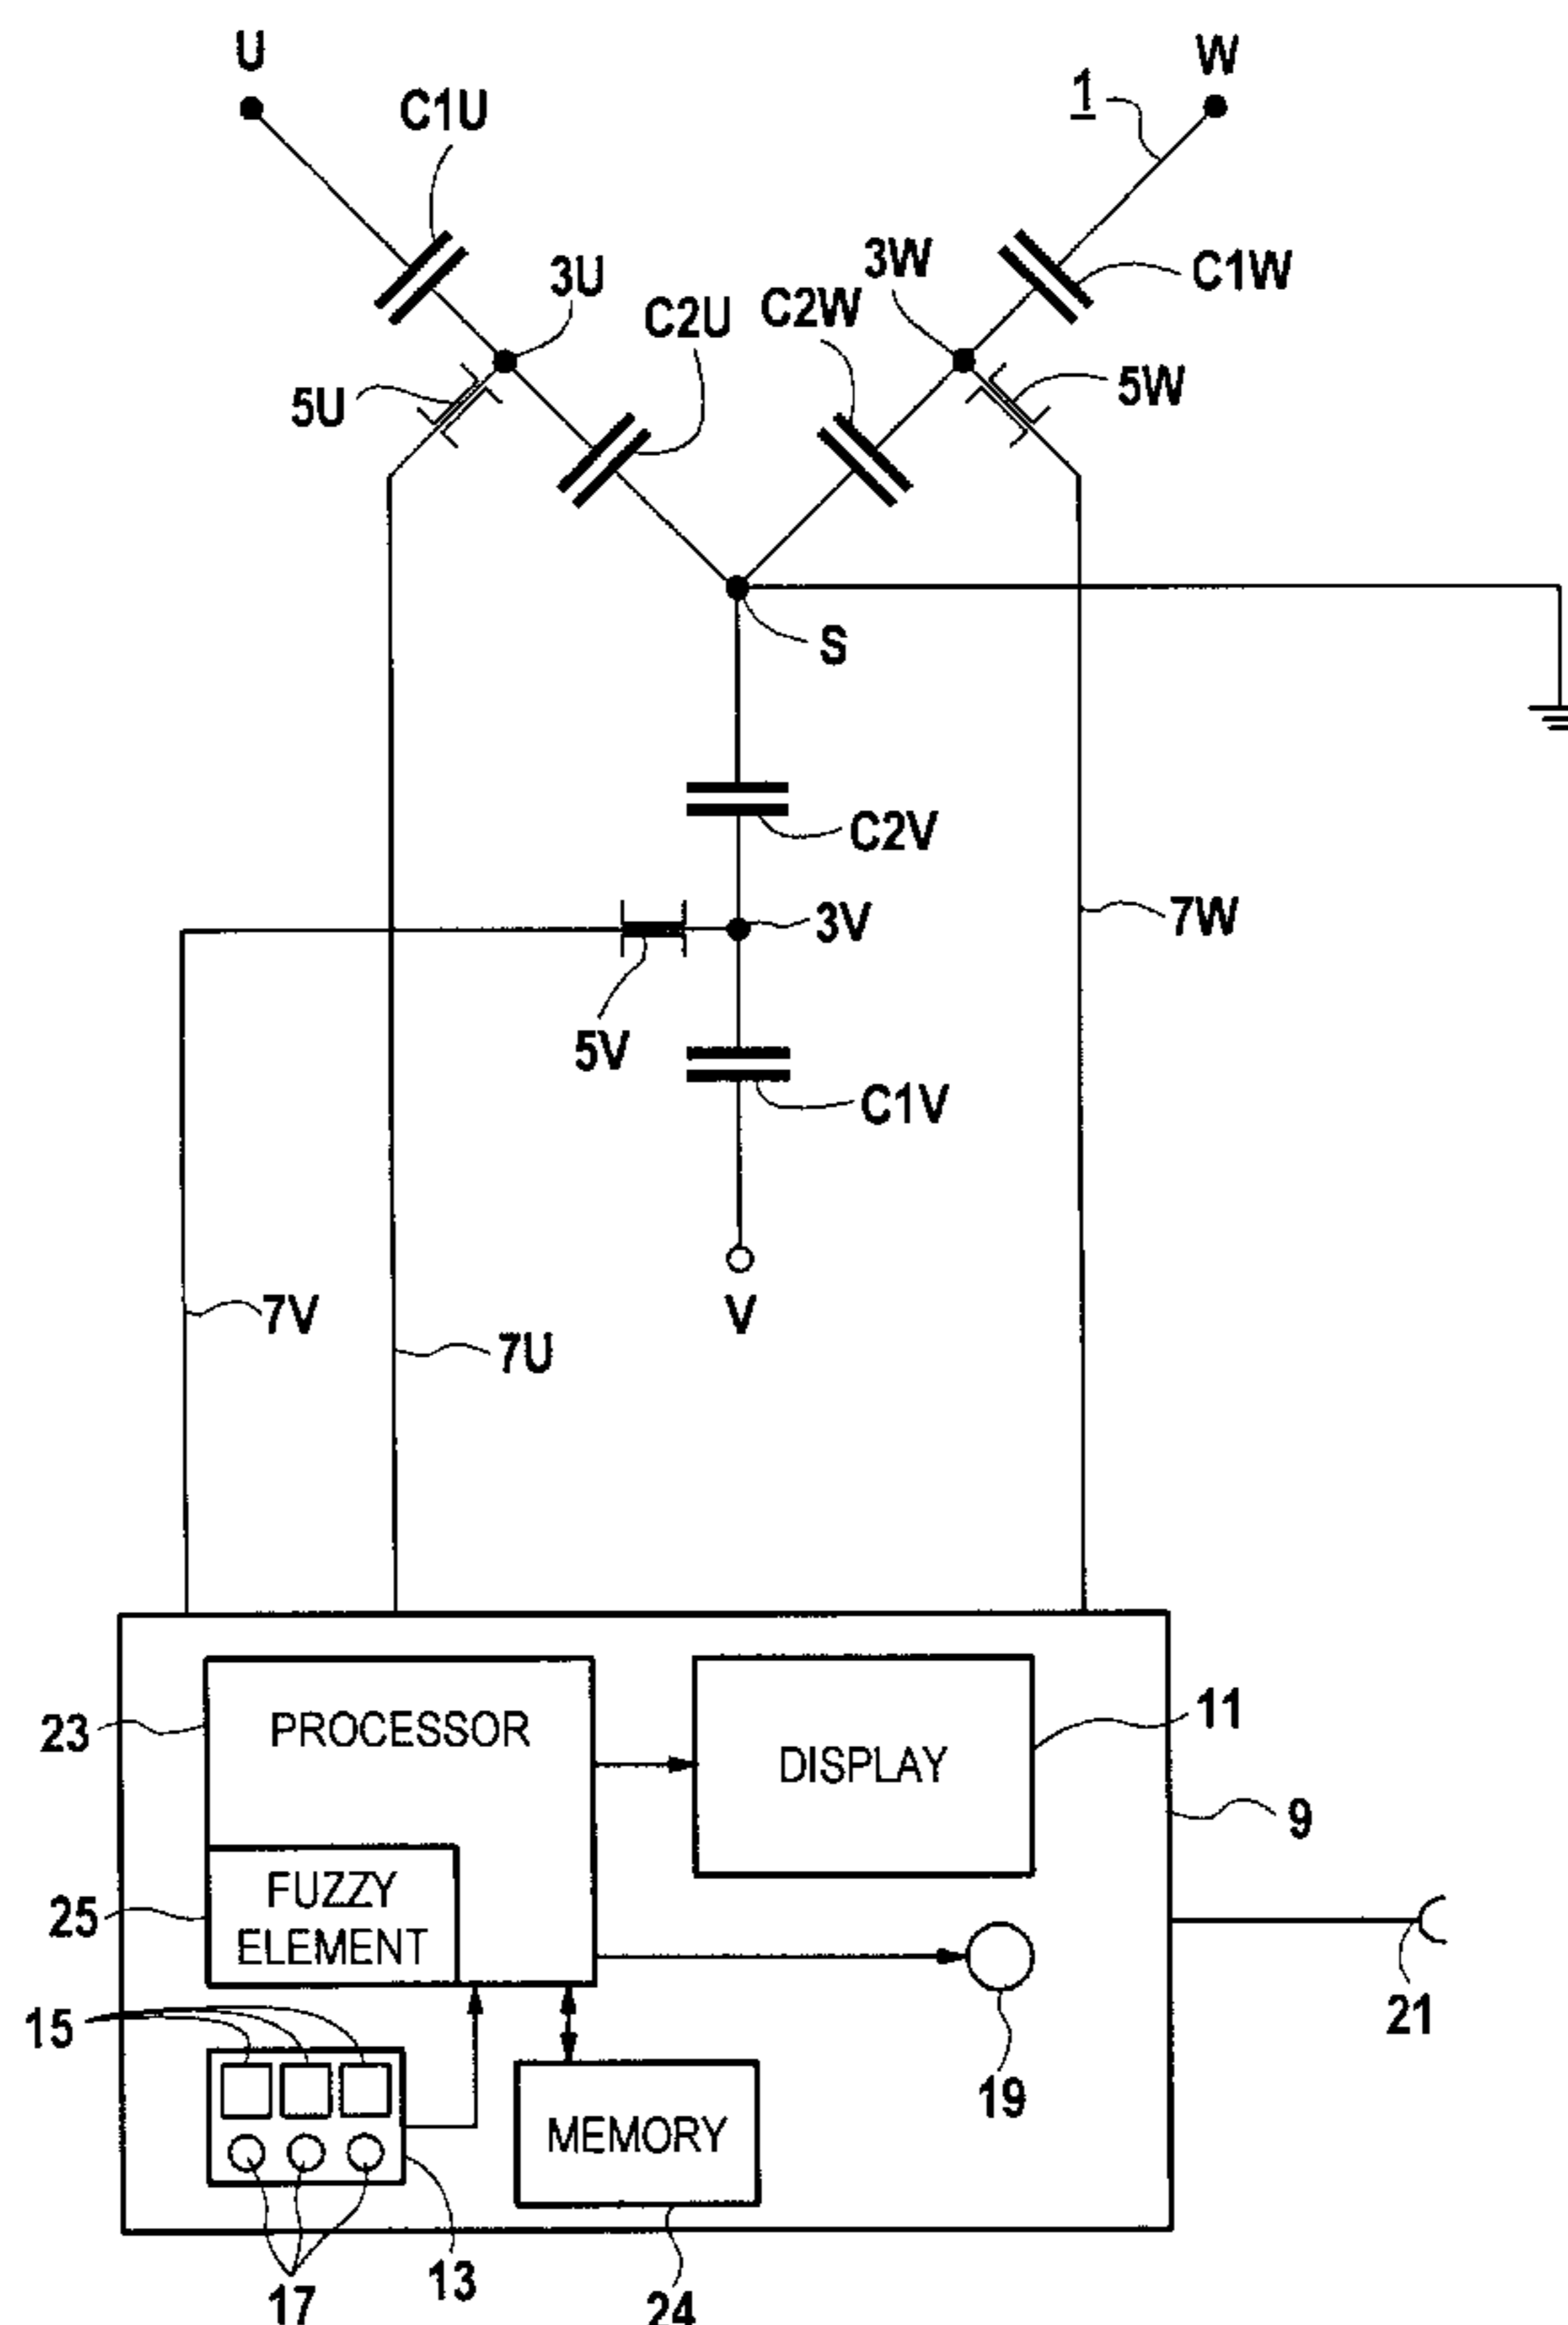 U
W
1
C1U
3U
3W
C1W
C2U
C2W
5U
5W
S
C2V
3V
7W
5V
C1V
7V
V
7U
23
PROCESSOR
DISPLAY
11
9
25
FUZZY
ELEMENT
15
21
19
MEMORY
17
13
24